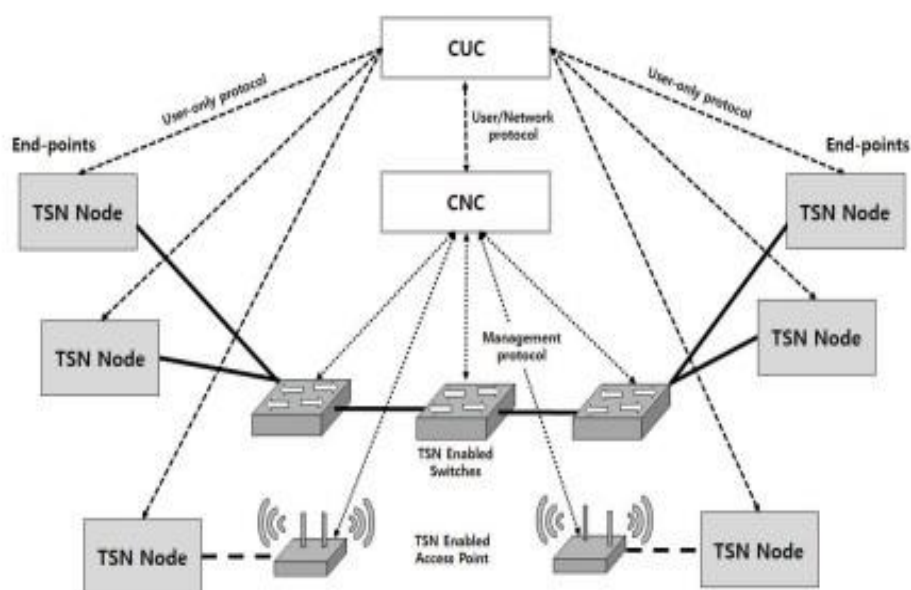 CUC
User-only protocol
User-only protocol
User/Network
protocol
End-points
End-points
TSN Node
CNC
TSN Node
TSN Node
TSN Node
Management
protocol
TSN Enabled
Switches
TSN Node
TSN Enabled
Access Point
TSN Node